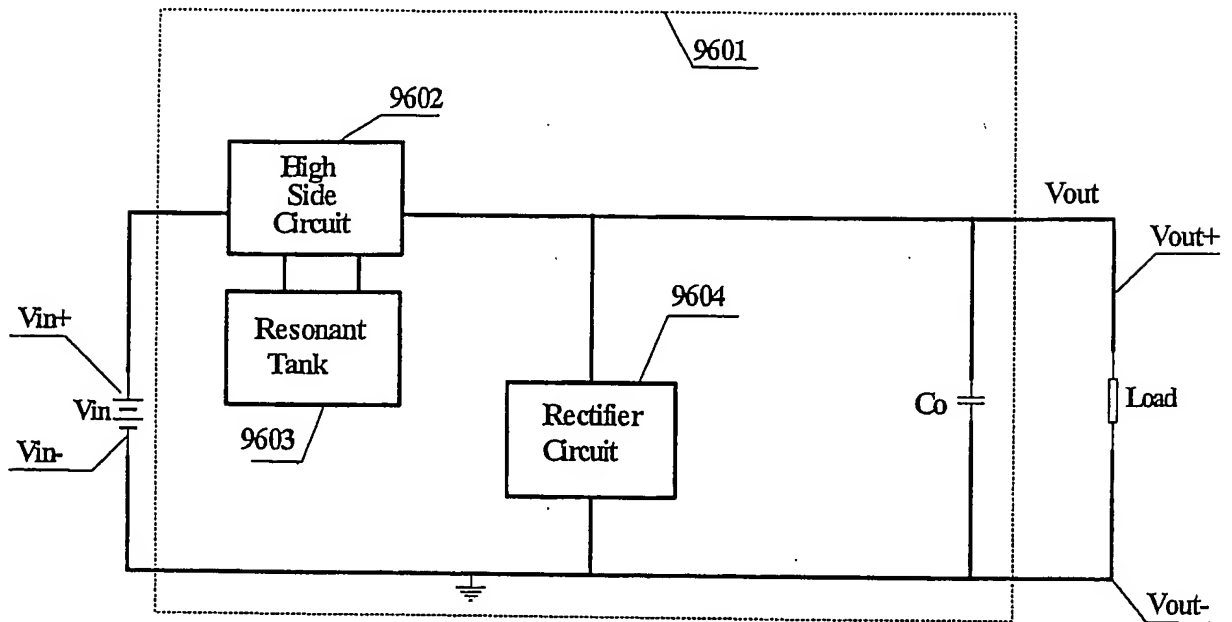 9601
9602
High
Side
Circuit
Vout
Vout+
9604
Vin+
Resonant
Tank
Vin
Co
Load
Rectifier
Circuit
9603
Vin-
Vout-